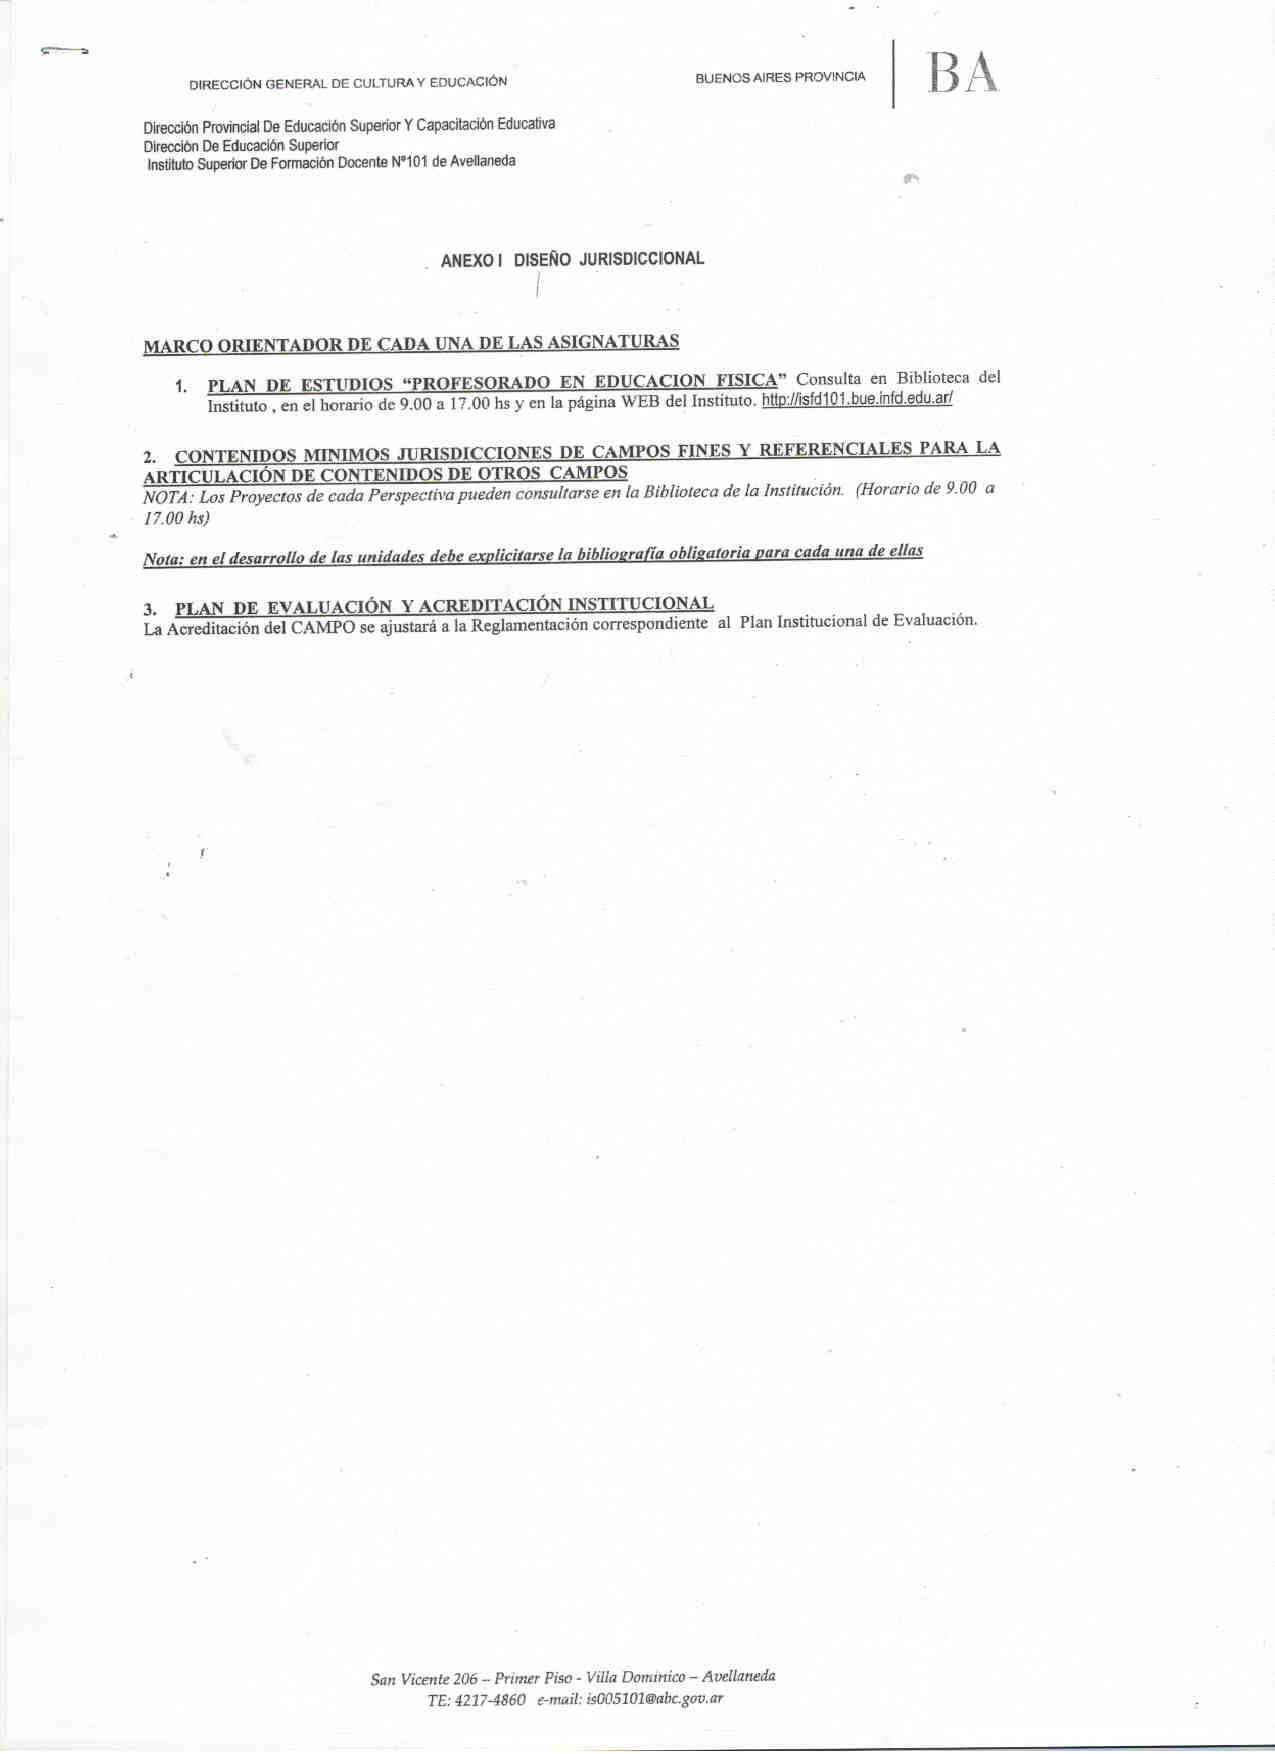 DIRECCIÓN GENERAL DE CULTURA Y EDUCACIÓN
BUENOS AIRES PROVINCIA
BA
Dirección Provincial De Educación Superior Y Capacitación Educativa
Dirección De Educación Superior
Instituto Superior De Formación Docente Nº101 de Avellaneda
ANEXO I DISEÑO JURISDICCIONAL
MARCO ORIENTADOR DE CADA UNA DE LAS ASIGNATURAS
1. PLAN DE ESTUDIOS “PROFESORADO EN EDUCACION FISICA” Consulta en Biblioteca del
Instituto , en el horario de 9.00 a 17.00 hs y en la página WEB del Instituto. http://isfd101.bue.infd.edu.ar/
2. CONTENIDOS MINIMOS JURISDICCIONES DE CAMPOS FINES Y REFERENCIALES PARA LA
ARTICULACIÓN DE CONTENIDOS DE OTROS CAMPOS
NOTA: Los Proyectos de cada Perspectiva pueden consultarse en la Biblioteca de la Institución. (Horario de 9.00 a
17.00 hs)
Nota: en el desarrollo de las unidades debe explicitarse la bibliografía obligatoria para cada una de ellas
3. PLAN DE EVALUACIÓN Y ACREDITACIÓN INSTITUCIONAL
La Acreditación del CAMPO se ajustará a la Reglamentación correspondiente al Plan Institucional de Evaluación.
San Vicente 206 – Primer Piso - Villa Dominico – Avellaneda
TE: 4217-4860 e-mail: is005101@abc.gov.ar